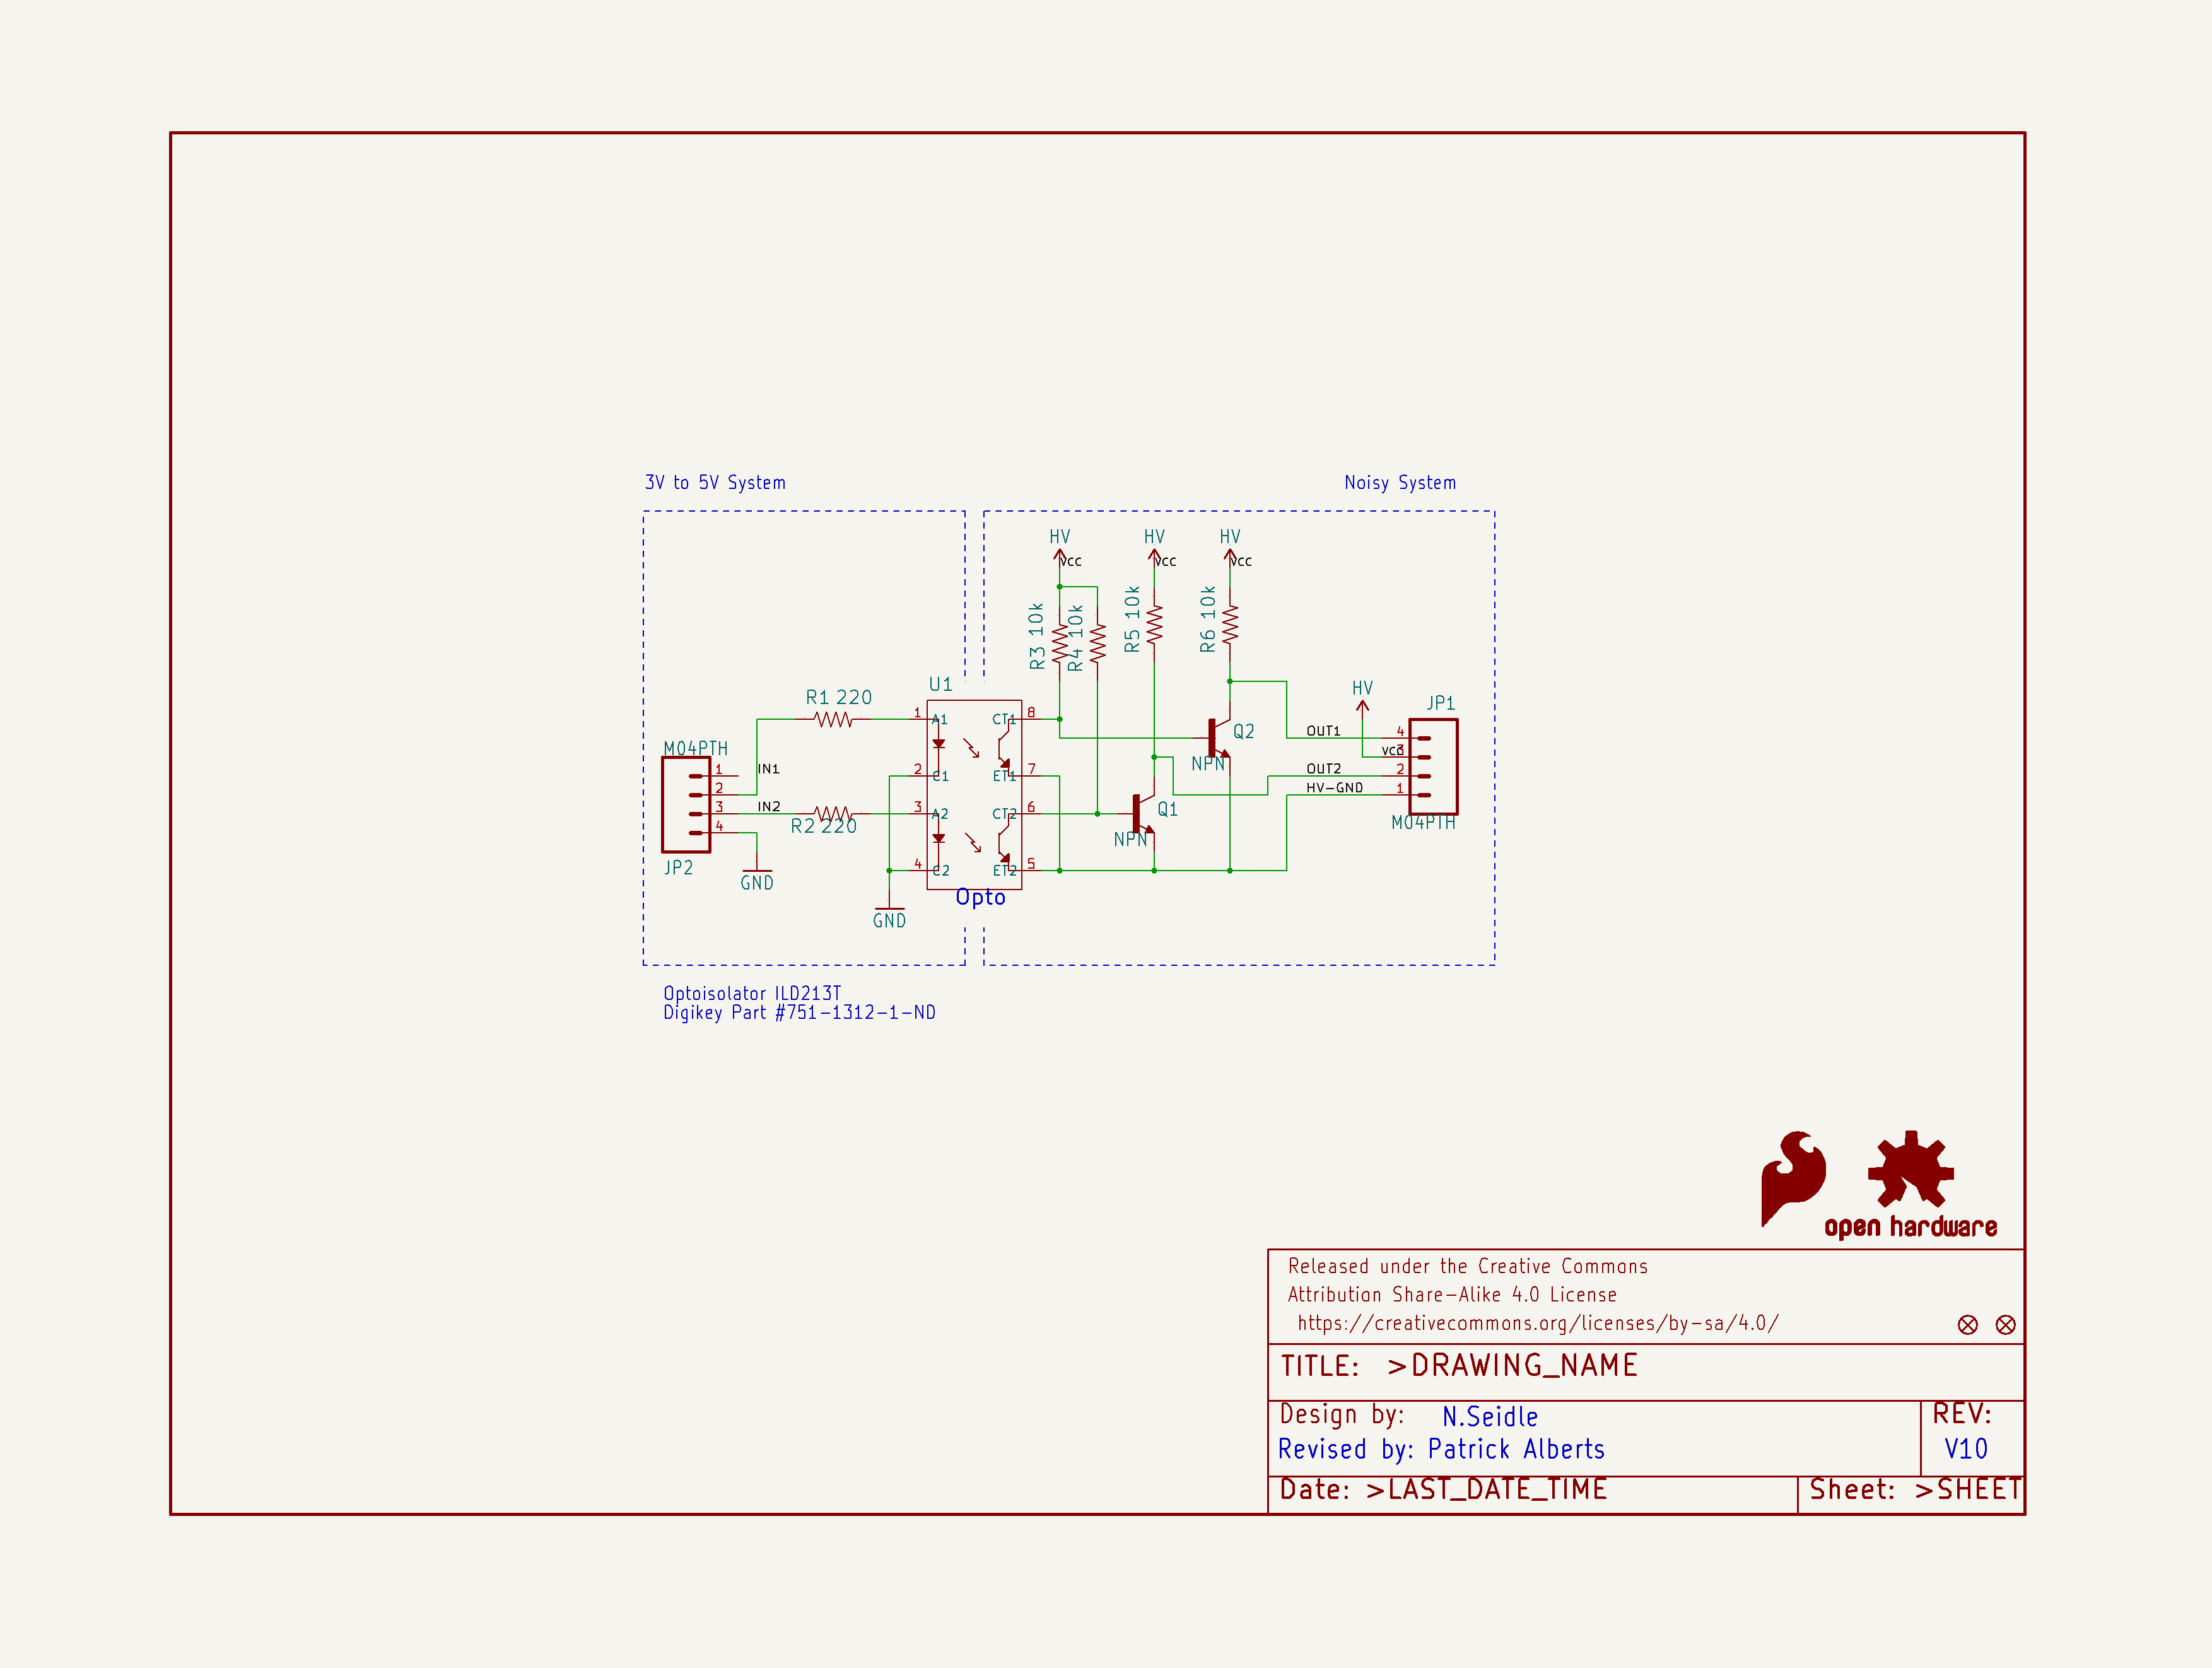 3V to 5V System
Noisy System
HV
HV
HV
VCC
VCC
VCC
R3 10k
R4 10k
R5 10k
R6 10k
U1
R1 220
1
A1
CT1
8
Q2
NPN
HV
JP1
OUT1
4
VCC
3
OUT2
2
HV-GND
1
M04PTH
M04PTH
1
IN1
2
3
IN2
4
R2 220
JP2
GND
2
C1
ET1
7
3
A2
CT2
6
Q1
NPN
4
C2
ET2
5
Opto
GND
Optoisolator ILD213T
Digikey Part #751-1312-1-ND
open hardware
Released under the Creative Commons
Attribution Share-Alike 4.0 License
https://creativecommons.org/licenses/by-sa/4.0/
TITLE: >DRAWING_NAME
Design by: N.Seidle
REV:
Revised by: Patrick Alberts
V10
Date: >LAST_DATE_TIME
Sheet: >SHEET